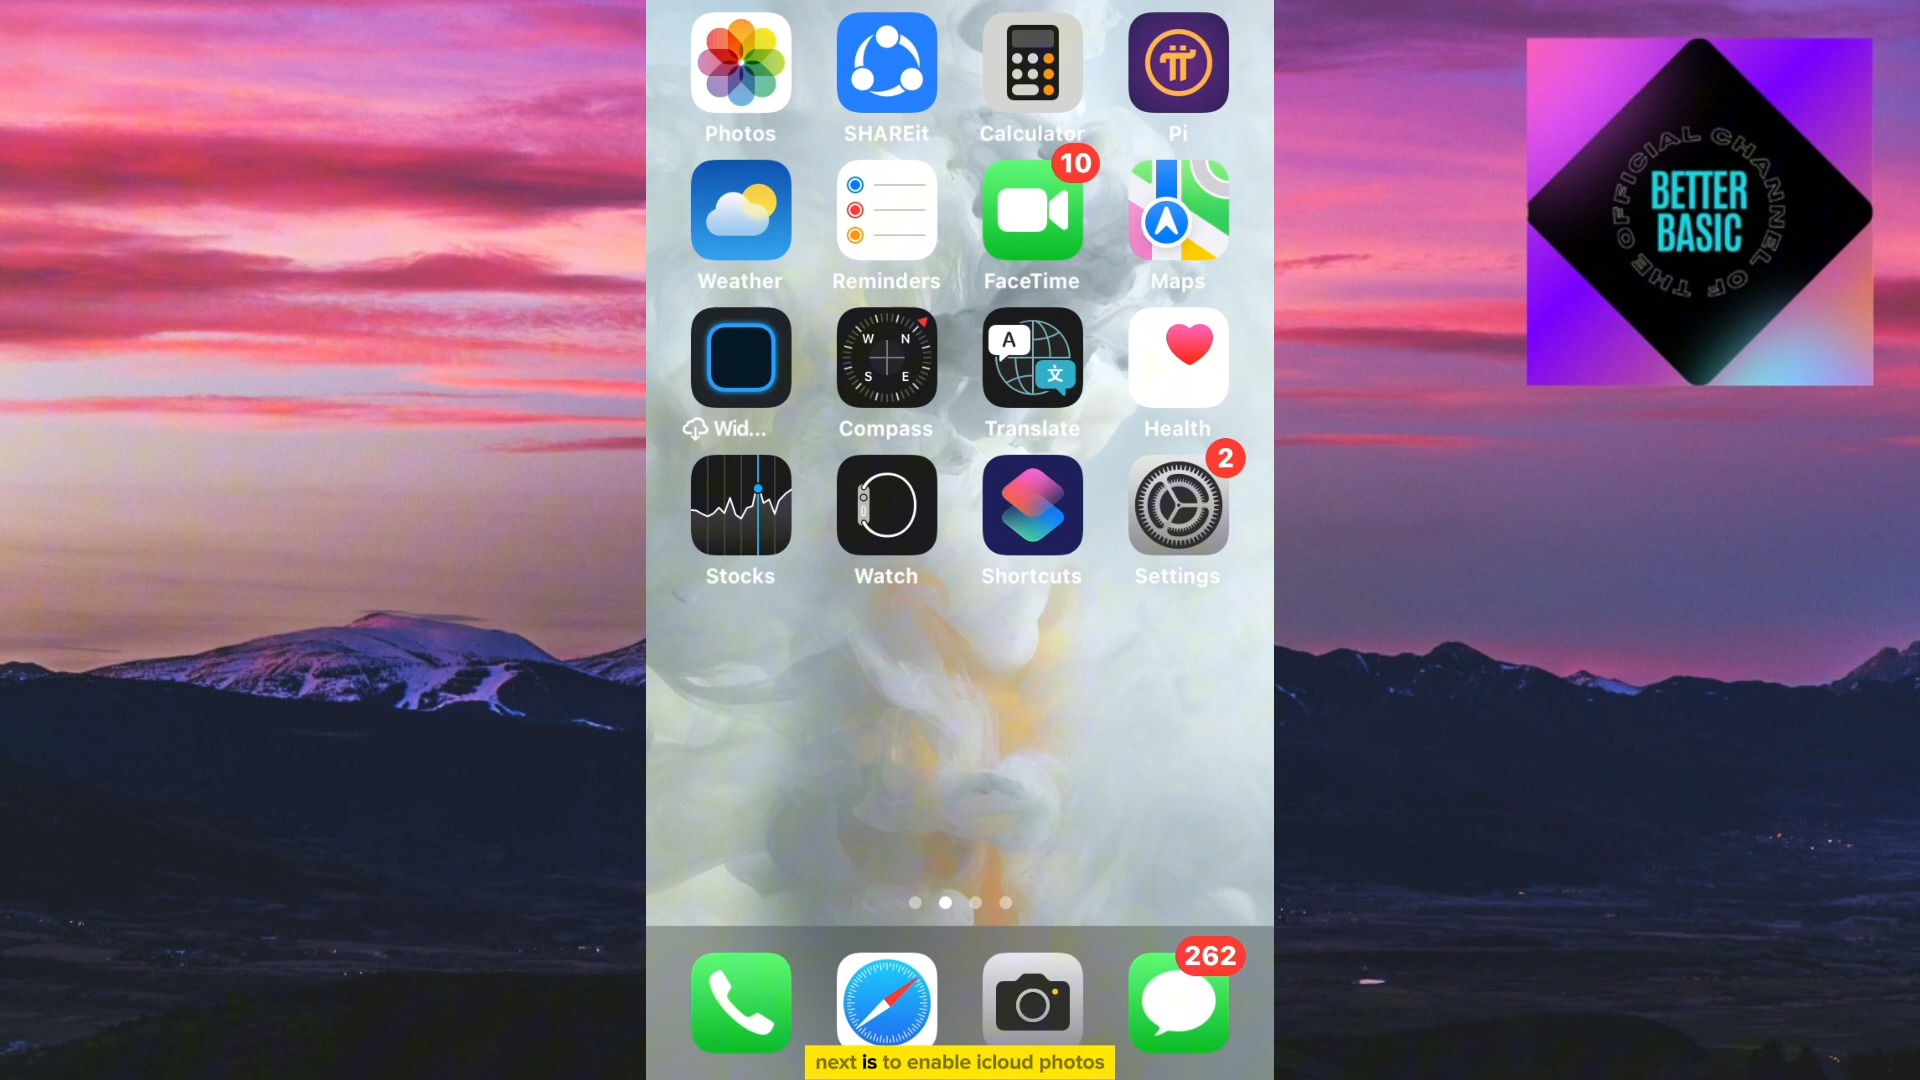 Photos
SHAREit
Calculator
Pi
10
Weather
Reminders
FaceTime
Maps
W N
S E
A
文
Wid...
Compass
Translate
Health
2
Stocks
Watch
Shortcuts
Settings
262
next is to enable icloud photos
OFFICIAL CHANNEL OF THE
BETTER
BASIC